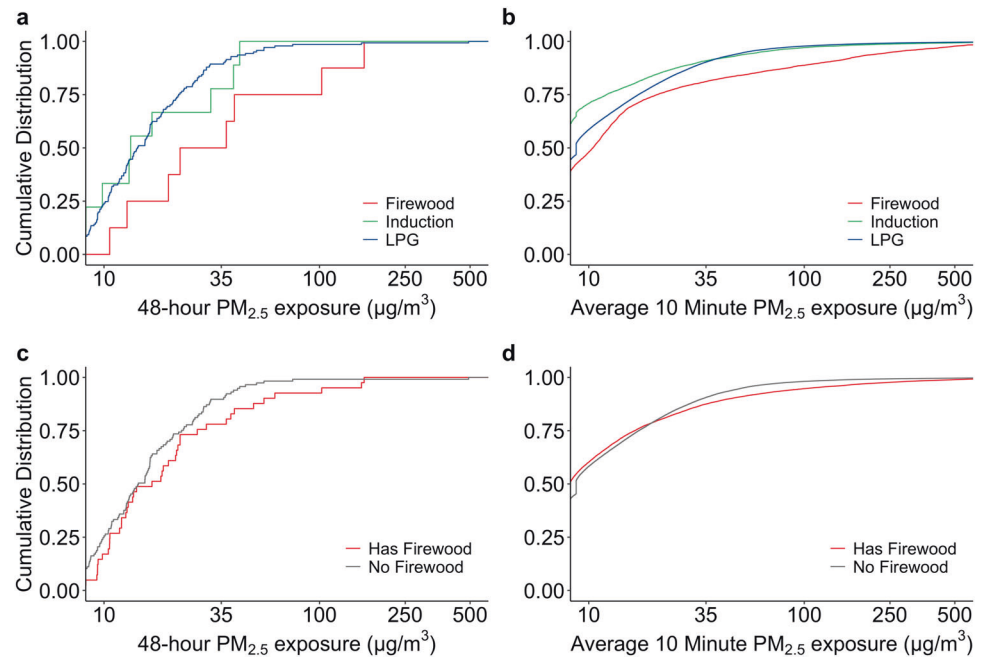 a
1.00
0.75
0.50
0.25
0.00
Cumulative Distribution
Firewood
Induction
LPG
10 35 100 250 500
48-hour PM2.5 exposure (μg/m³)
b
1.00
0.75
0.50
0.25
0.00
Firewood
Induction
LPG
10 35 100 250 500
Average 10 Minute PM2.5 exposure (μg/m³)
c
1.00
0.75
0.50
0.25
0.00
Cumulative Distribution
Has Firewood
No Firewood
10 35 100 250 500
48-hour PM2.5 exposure (μg/m³)
d
1.00
0.75
0.50
0.25
0.00
Has Firewood
No Firewood
10 35 100 250 500
Average 10 Minute PM2.5 exposure (μg/m³)